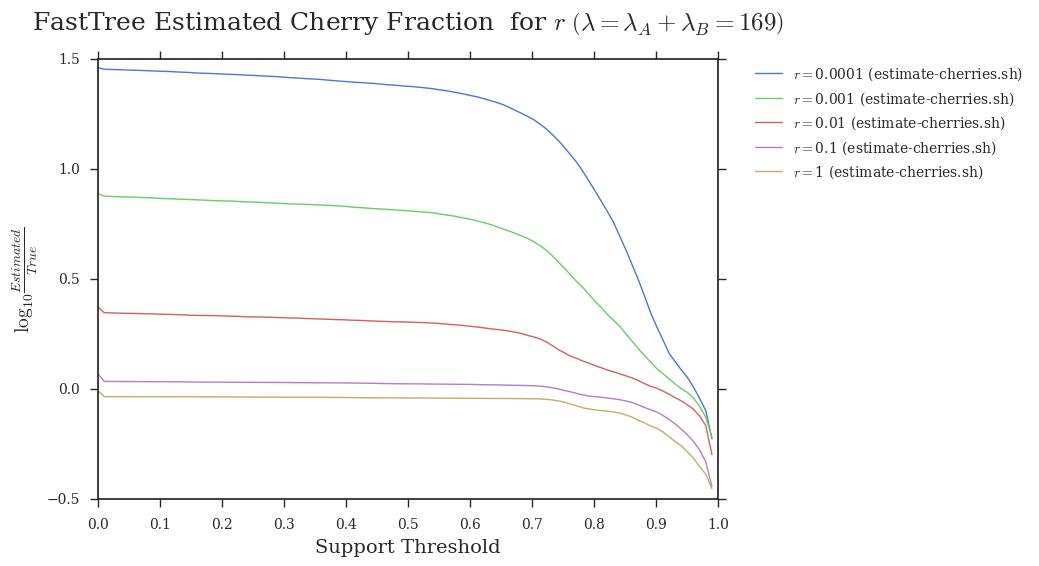 FastTree Estimated Cherry Fraction for r (λ = λ_A + λ_B = 169)
1.5
1.0
0.5
0.0
−0.5
log₁₀ Estimated/True
0.0 0.1 0.2 0.3 0.4 0.5 0.6 0.7 0.8 0.9 1.0
Support Threshold
r = 0.0001 (estimate-cherries.sh)
r = 0.001 (estimate-cherries.sh)
r = 0.01 (estimate-cherries.sh)
r = 0.1 (estimate-cherries.sh)
r = 1 (estimate-cherries.sh)